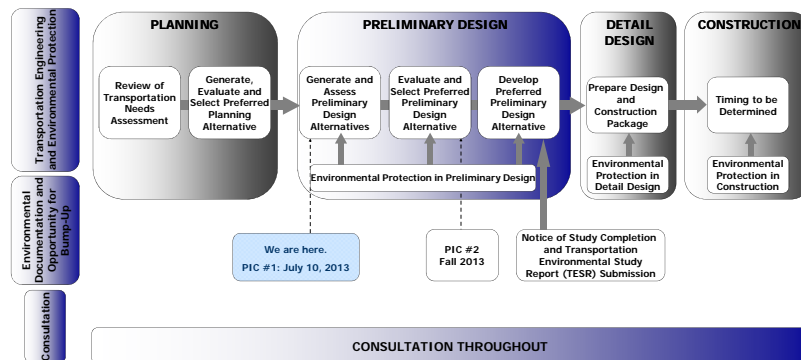 PLANNING
PRELIMINARY DESIGN
DETAIL
DESIGN
CONSTRUCTION
Transportation Engineering
and Environmental Protection
Review of
Transportation
Needs
Assessment
Generate,
Evaluate and
Select Preferred
Planning
Alternative
Generate and
Assess
Preliminary
Design
Alternatives
Evaluate and
Select Preferred
Preliminary
Design
Alternative
Develop
Preferred
Preliminary
Design
Alternative
Prepare Design
and
Construction
Package
Timing to be
Determined
Environmental Protection in Preliminary Design
Environmental
Protection in
Detail Design
Environmental
Protection in
Construction
Environmental
Documentation and
Opportunity for
Bump-Up
We are here.
PIC #1: July 10, 2013
PIC #2
Fall 2013
Notice of Study Completion
and Transportation
Environmental Study
Report (TESR) Submission
Consultation
CONSULTATION THROUGHOUT